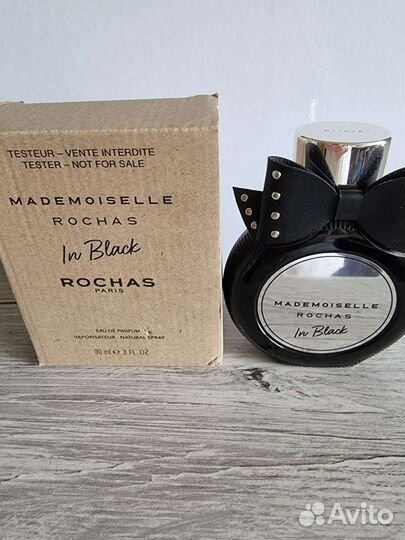 TESTEUR – VENTE INTERDITE
TESTER - NOT FOR SALE
MADEMOISELLE
ROCHAS
In Black
ROCHAS
PARIS
EAU DE PARFUM
VAPORISATEUR - NATURAL SPRAY
90 ml e 3 FL. OZ.
MADEMOISELLE
ROCHAS
In Black
Avito